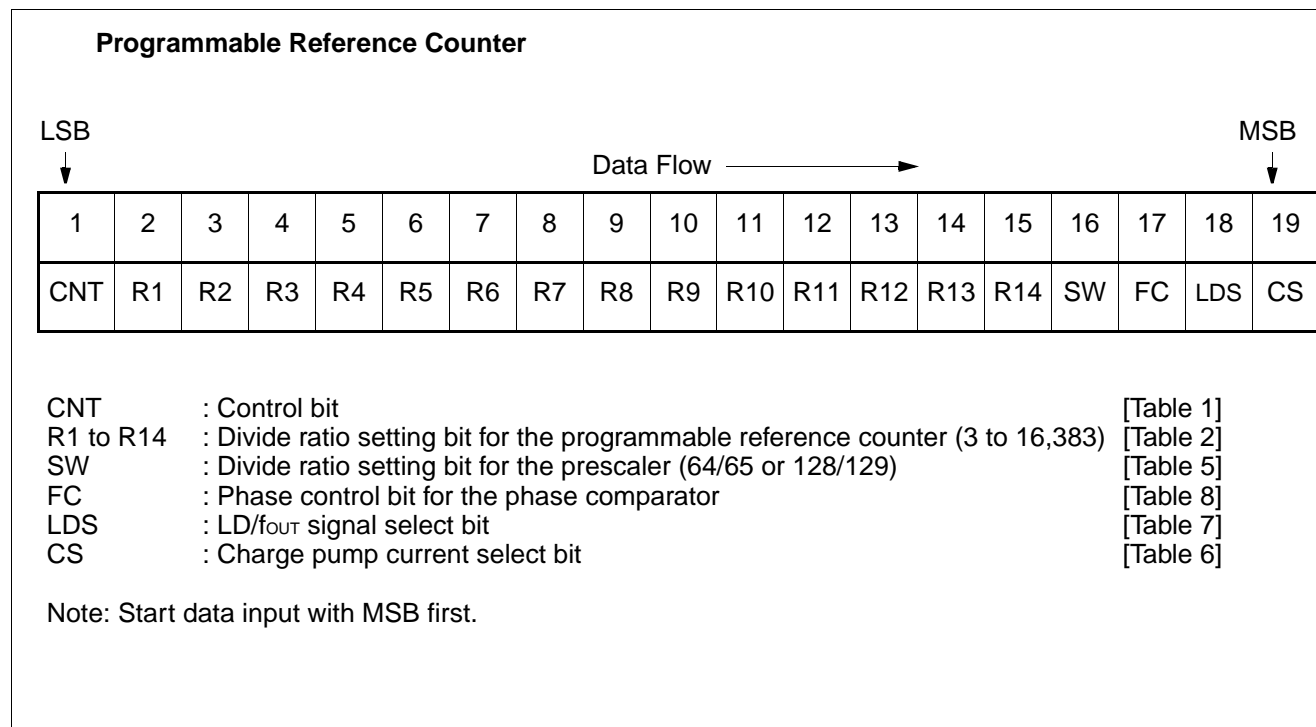 Programmable Reference Counter
LSB MSB
Data Flow
1 2 3 4 5 6 7 8 9 10 11 12 13 14 15 16 17 18 19
CNT R1 R2 R3 R4 R5 R6 R7 R8 R9 R10 R11 R12 R13 R14 SW FC LDS CS
CNT : Control bit [Table 1]
R1 to R14 : Divide ratio setting bit for the programmable reference counter (3 to 16,383) [Table 2]
SW : Divide ratio setting bit for the prescaler (64/65 or 128/129) [Table 5]
FC : Phase control bit for the phase comparator [Table 8]
LDS : LD/fOUT signal select bit [Table 7]
CS : Charge pump current select bit [Table 6]
Note: Start data input with MSB first.